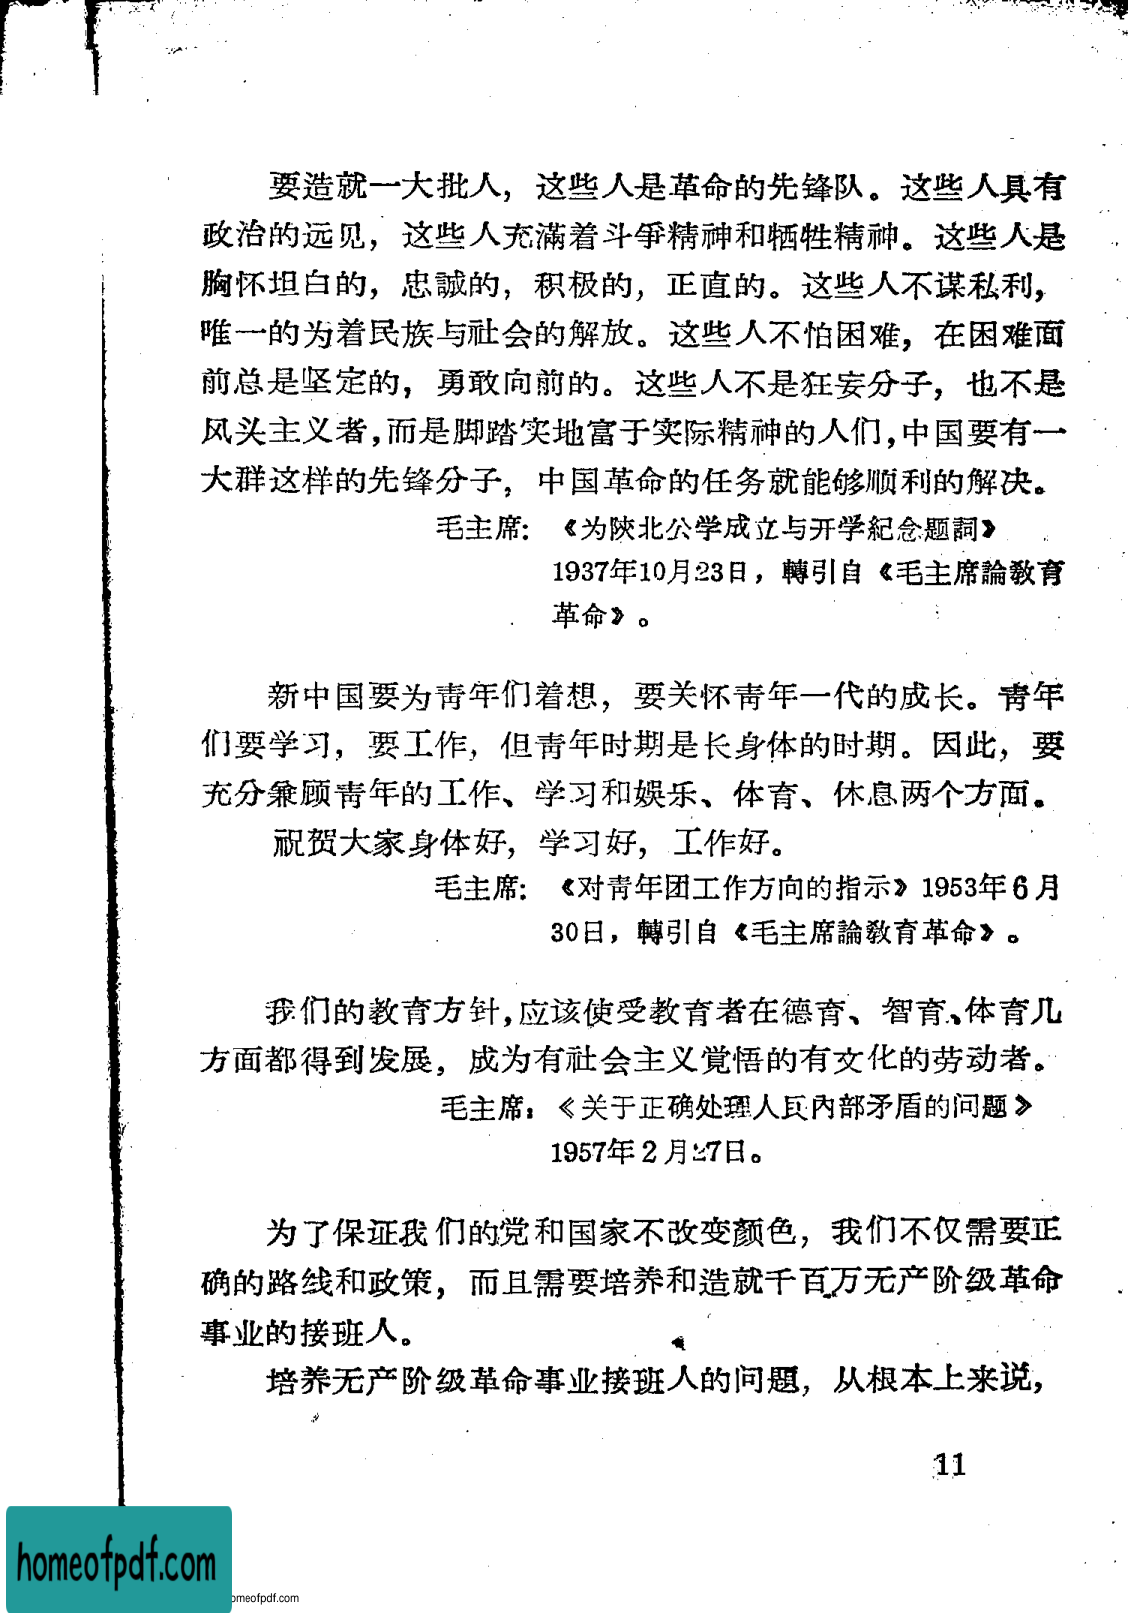 要造就一大批人，这些人是革命的先锋队。这些人具有
政治的远见，这些人充滿着斗爭精神和牺牲精神。这些人是
胸怀坦白的，忠誠的，积极的，正直的。这些人不谋私利，
唯一的为着民族与社会的解放。这些人不怕困难，在困难面
前总是坚定的，勇敢向前的。这些人不是狂妄分子，也不是
风头主义者，而是脚踏实地富于实际精神的人们，中国要有一
大群这样的先锋分子，中国革命的任务就能够顺利的解决。
毛主席：《为陝北公学成立与开学紀念题詞》
1937年10月23日，轉引自《毛主席論敎育
革命》。
新中国要为靑年们着想，要关怀靑年一代的成长。靑年
们要学习，要工作，但靑年时期是长身体的时期。因此，要
充分兼顾靑年的工作、学习和娱乐、体育、休息两个方面。
祝贺大家身体好，学习好，工作好。
毛主席：《对靑年团工作方向的指示》1953年6月
30日，轉引自《毛主席論敎育革命》。
我们的教育方针，应该使受教育者在德育、智育、体育几
方面都得到发展，成为有社会主义覚悟的有文化的劳动者。
毛主席：《关于正确处理人民內部矛盾的问题》
1957年2月27日。
为了保证我们的党和国家不改变颜色，我们不仅需要正
确的路线和政策，而且需要培养和造就千百万无产阶级革命
事业的接班人。
培养无产阶级革命事业接班人的问题，从根本上来说，
11
homeofpdf.com
omeofpdf.com